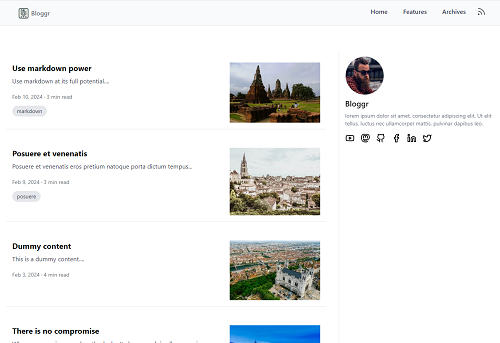 Bloggr
Home Features Archives
Use markdown power
Use markdown at its full potential...
Feb 10, 2024 · 3 min read
markdown
Posuere et venenatis
Posuere et venenatis eros pretium natoque porta dictum tempus...
Feb 9, 2024 · 3 min read
posuere
Dummy content
This is a dummy content...
Feb 3, 2024 · 4 min read
There is no compromise
Bloggr
lorem ipsum dolor sit amet, consectetur adipiscing elit. Ut elit
tellus, luctus nec ullamcorper mattis, pulvinar dapibus leo.